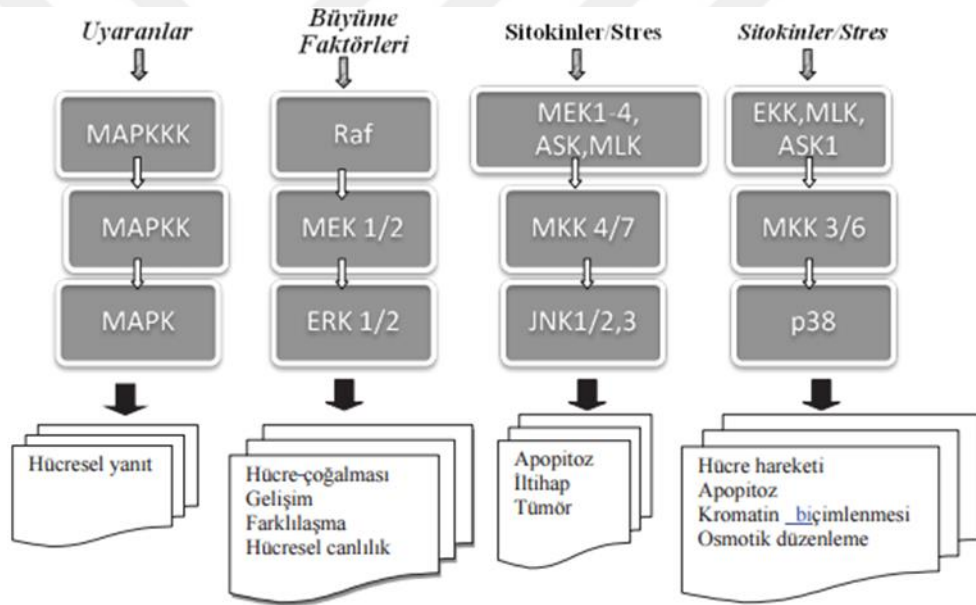 Uyaranlar
MAPKKK
MAPKK
MAPK
Hücresel yanıt
Büyüme
Faktörleri
Raf
MEK 1/2
ERK 1/2
Hücre-çoğalması
Gelişim
Farklılaşma
Hücresel canlılık
Sitokinler/Stres
MEK1-4,
ASK,MLK
MKK 4/7
JNK1/2,3
Apopitoz
İltihap
Tümör
Sitokinler/Stres
EKK,MLK,
ASK1
MKK 3/6
p38
Hücre hareketi
Apopitoz
Kromatin biçimlenmesi
Osmotik düzenleme